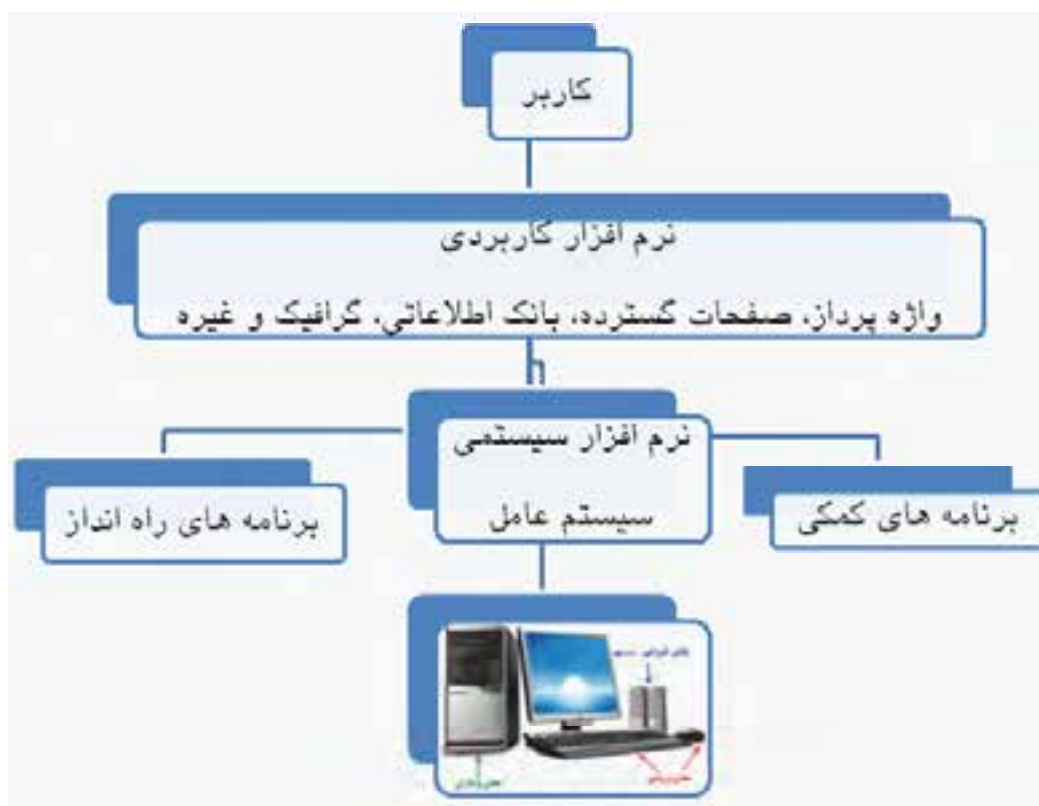 کاربر
نرم افزار کاربردی
واژه پرداز، صفحات گسترده، بانک اطلاعاتی، گرافیک و غیره
نرم افزار سیستمی
سیستم عامل
برنامه های کمکی
برنامه های راه انداز